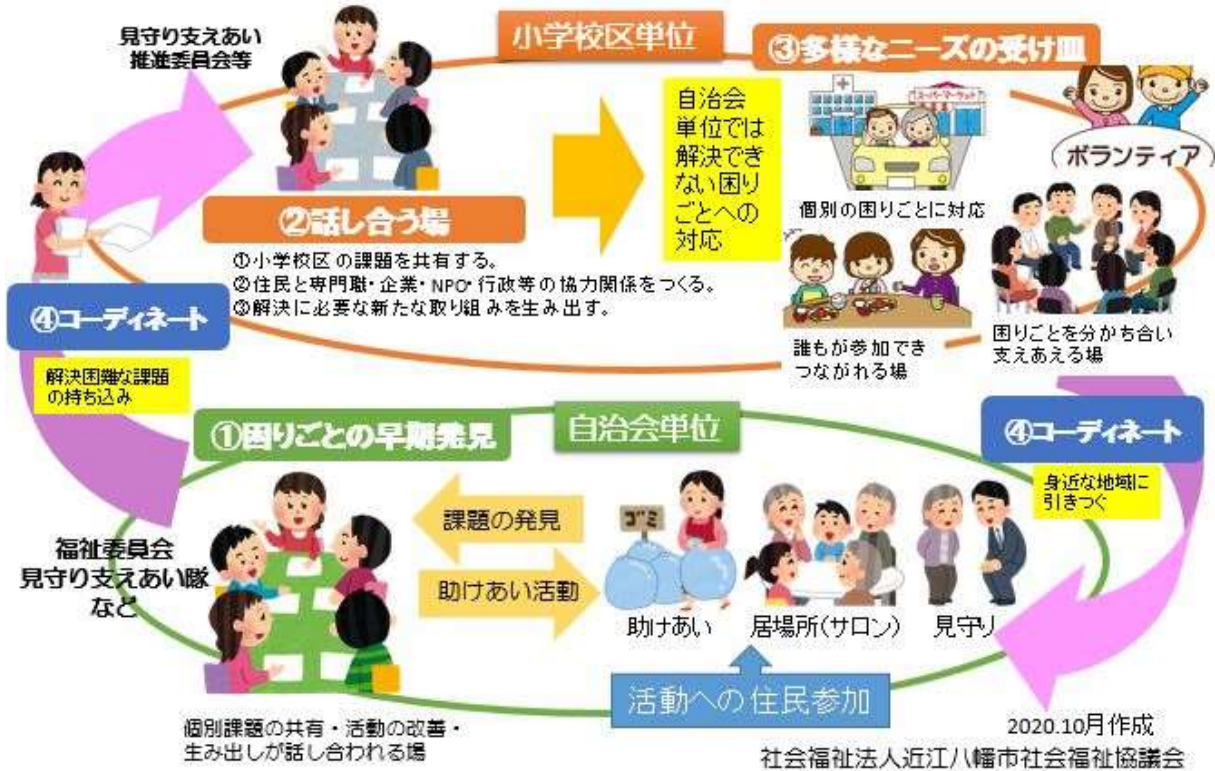 見守り支えあい
推進委員会等
小学校区単位
③多様なニーズの受け皿
自治会
単位では
解決でき
ない困り
ごとへの
対応
スーパーマーケット
ボランティア
個別の困りごとに対応
②話し合う場
①小学校区の課題を共有する。
②住民と専門職・企業・NPO・行政等の協力関係をつくる。
③解決に必要な新たな取り組みを生み出す。
誰もが参加でき
つながれる場
困りごとを分かち合い
支えあえる場
④コーディネート
解決困難な課題
の持ち込み
①困りごとの早期発見
自治会単位
④コーディネート
身近な地域に
引きつぐ
福祉委員会
見守り支えあい隊
など
課題の発見
助けあい活動
ゴミ
助けあい
居場所(サロン)
見守り
活動への住民参加
個別課題の共有・活動の改善・
生み出しが話し合われる場
2020.10月作成
社会福祉法人近江八幡市社会福祉協議会